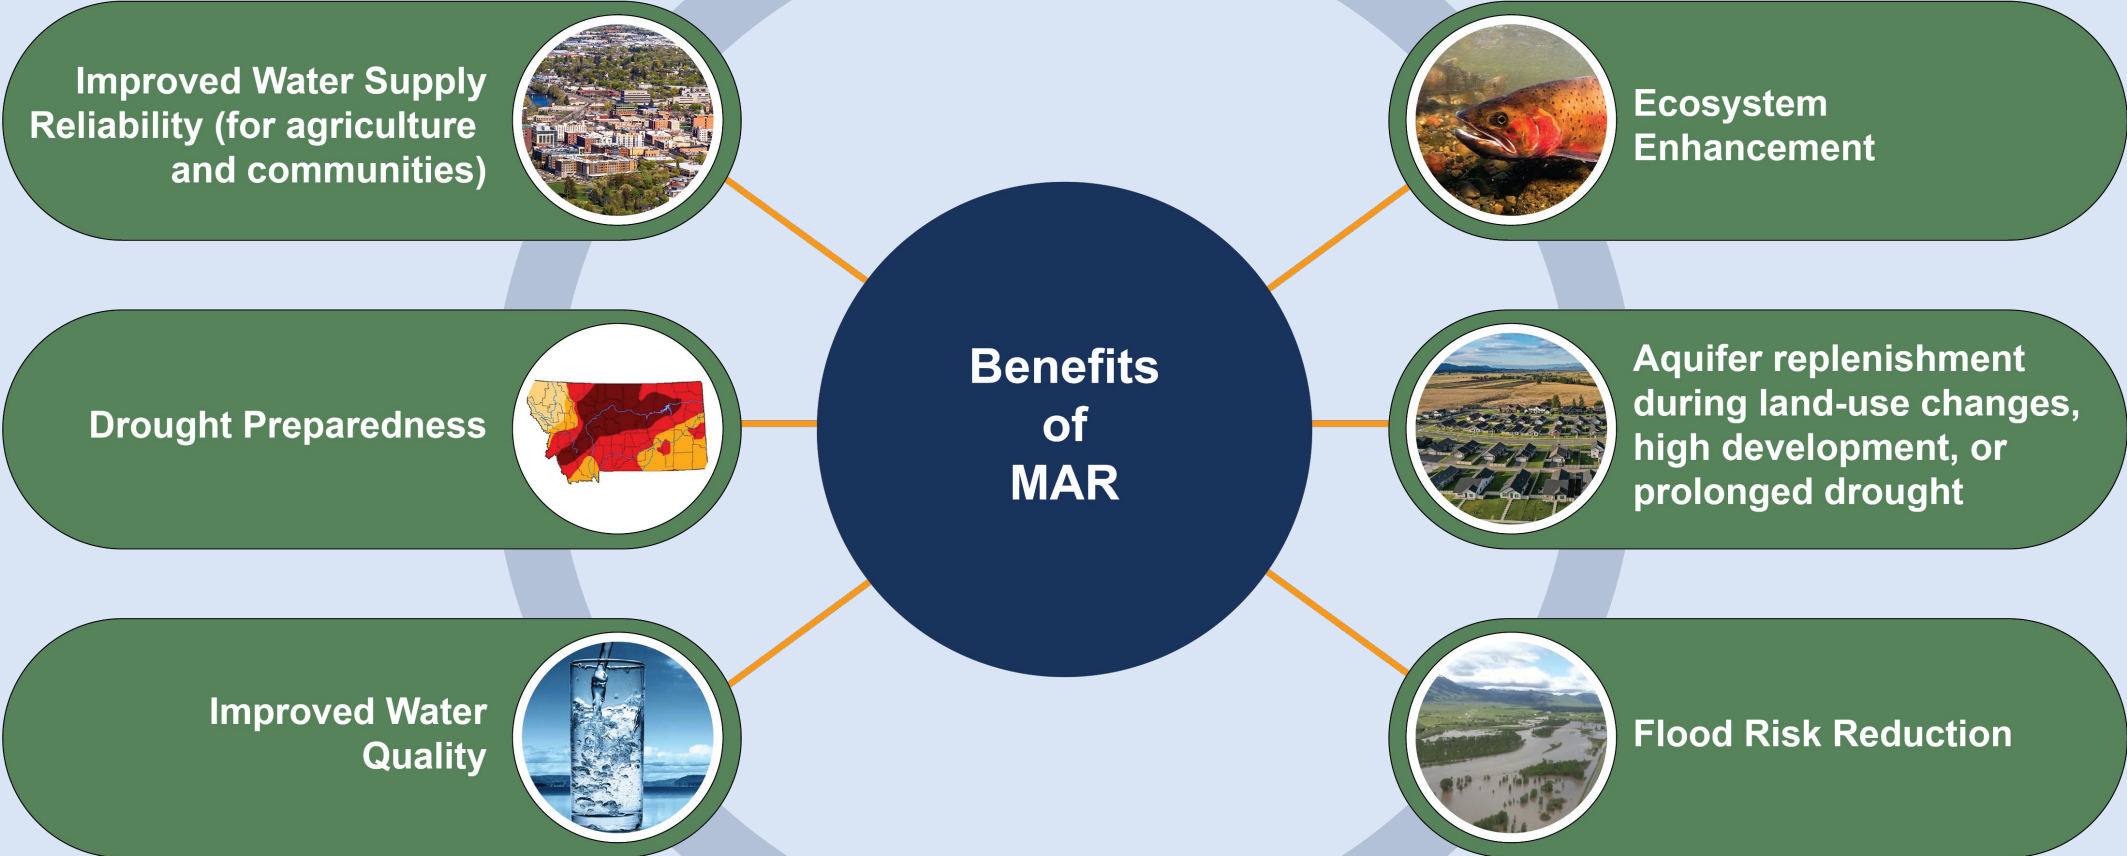 Improved Water Supply
Reliability (for agriculture
and communities)
Drought Preparedness
Improved Water
Quality
Benefits
of
MAR
Ecosystem
Enhancement
Aquifer replenishment
during land-use changes,
high development, or
prolonged drought
Flood Risk Reduction